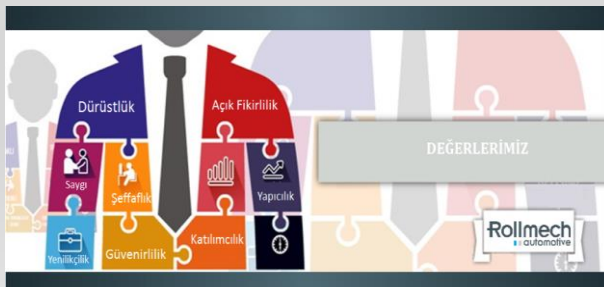 Dürüstlük
Açık Fikirlilik
Saygı
Şeffaflık
Yapıcılık
Yenilikçilik
Güvenirlilik
Katılımcılık
DEĞERLERİMİZ
Rollmech
automotive